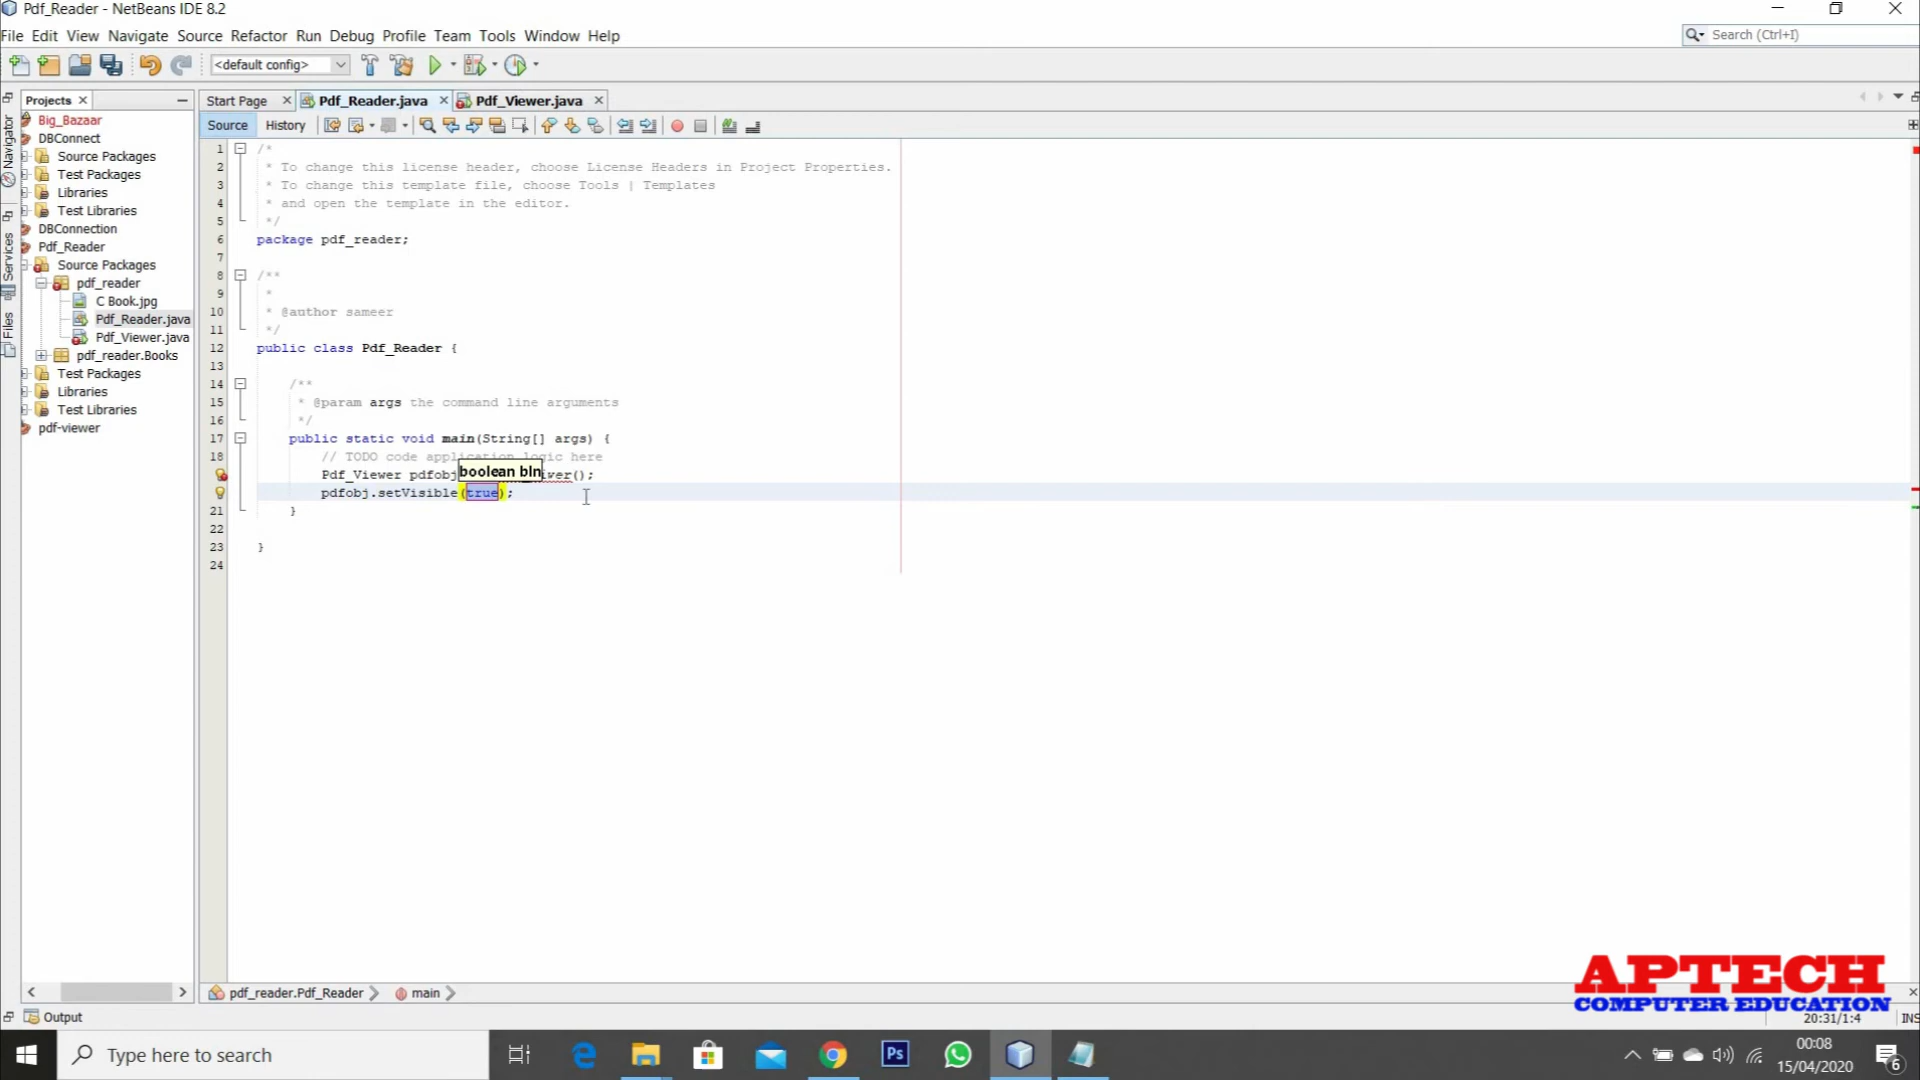 Pdf_Reader - NetBeans IDE 8.2
File Edit View Navigate Source Refactor Run Debug Profile Team Tools Window Help
Search (Ctrl+I)
<default config>
Projects
Start Page
Pdf_Reader.java
Pdf_Viewer.java
Source History
Navigator
Services
Files
Big_Bazaar
DBConnect
Source Packages
Test Packages
Libraries
Test Libraries
DBConnection
Pdf_Reader
Source Packages
pdf_reader
C Book.jpg
Pdf_Reader.java
Pdf_Viewer.java
pdf_reader.Books
Test Packages
Libraries
Test Libraries
pdf-viewer
1 /*
2 * To change this license header, choose License Headers in Project Properties.
3 * To change this template file, choose Tools | Templates
4 * and open the template in the editor.
5 */
6 package pdf_reader;
7
8 /**
9 *
10 * @author sameer
11 */
12 public class Pdf_Reader {
13
14 /**
15 * @param args the command line arguments
16 */
17 public static void main(String[] args) {
18 // TODO code application logic here
boolean bln
Pdf_Viewer pdfobj wer();
pdfobj.setVisible(true);
21 }
22
23 }
24
pdf_reader.Pdf_Reader
main
Output
20:31/1:4
INS
APTECH
COMPUTER EDUCATION
Type here to search
Ps
00:08
15/04/2020
6